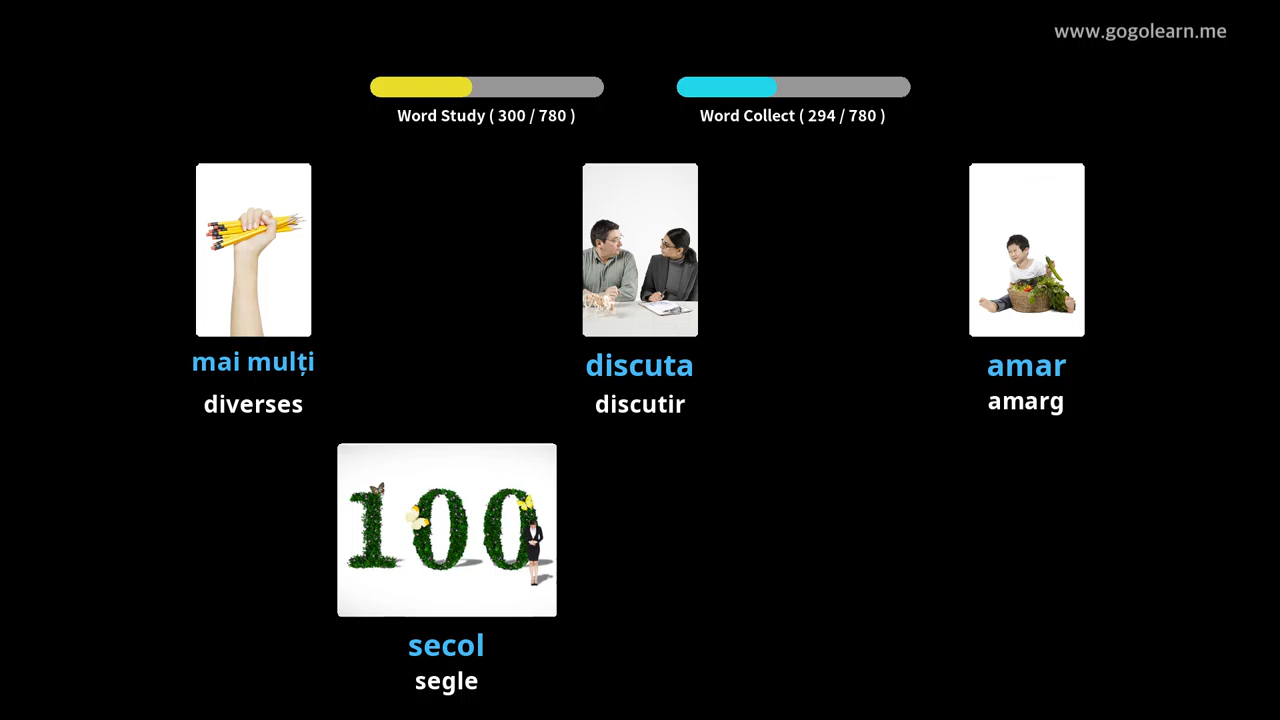 www.gogolearn.me
Word Study ( 300 / 780 )
Word Collect ( 294 / 780 )
mai mulți
diverses
discuta
discutir
amar
amarg
100
secol
segle